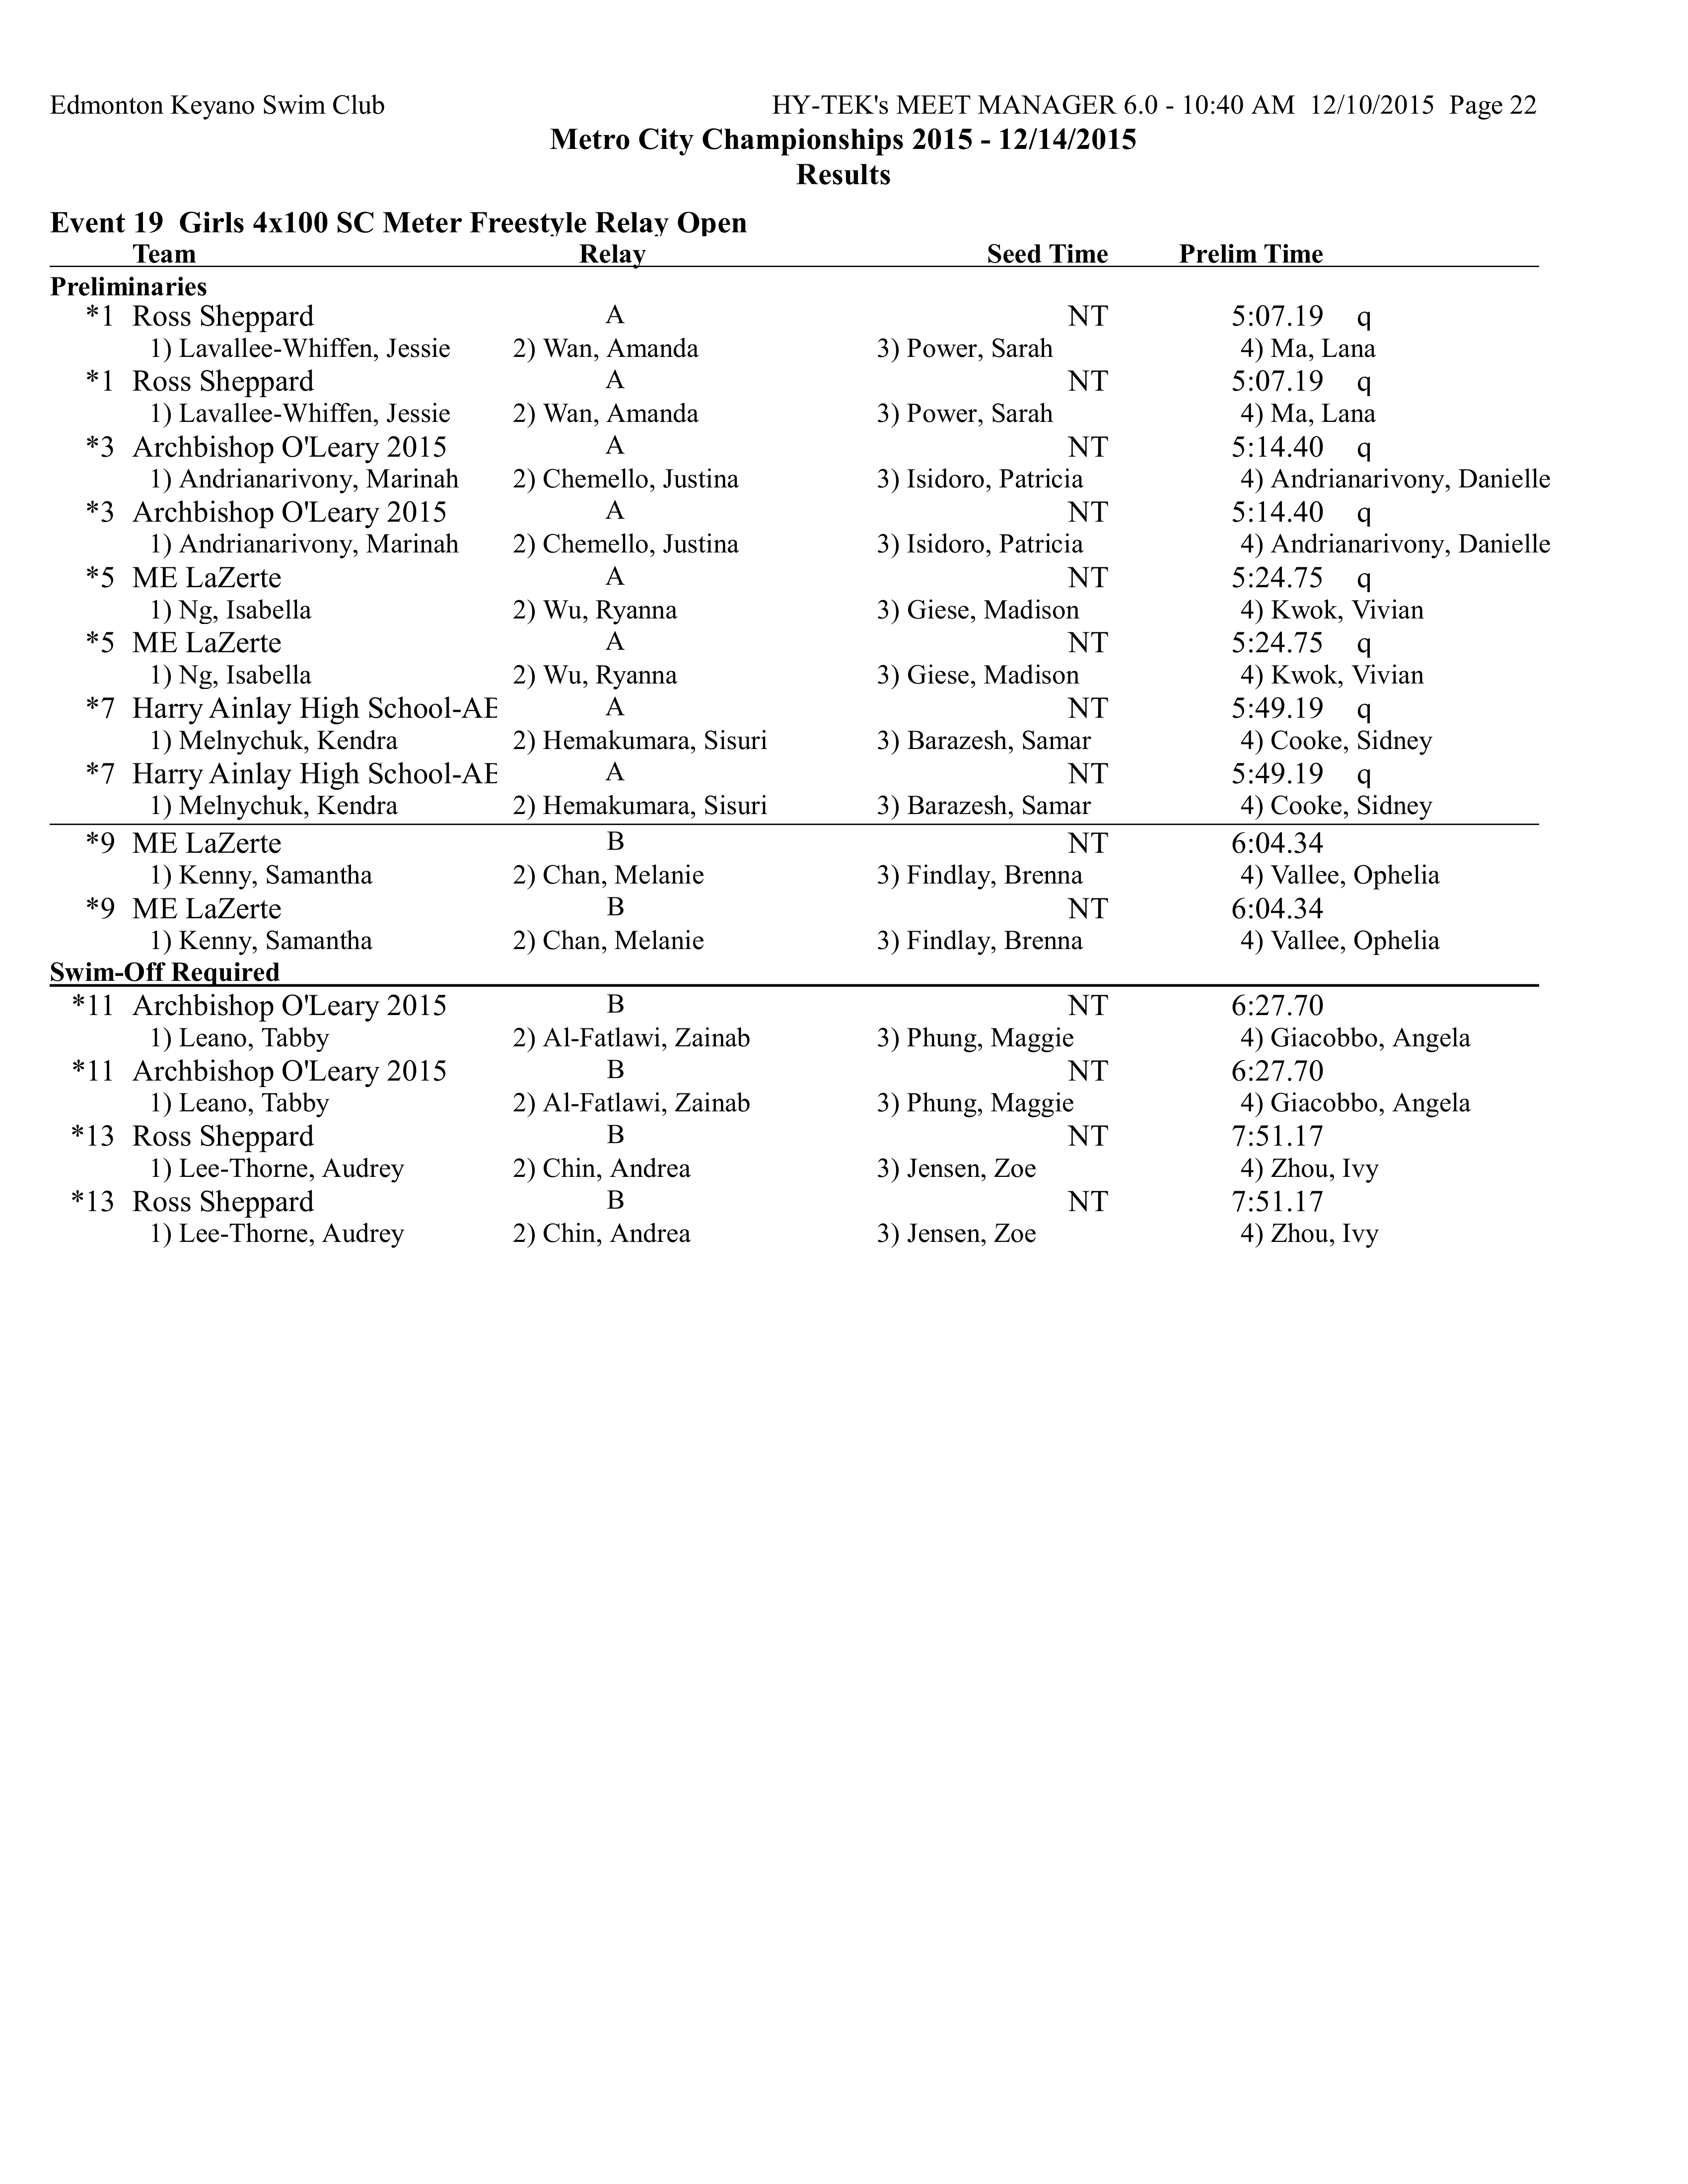 Edmonton Keyano Swim Club HY-TEK's MEET MANAGER 6.0 - 10:40 AM 12/10/2015 Page 22
Metro City Championships 2015 - 12/14/2015
Results
Event 19 Girls 4x100 SC Meter Freestyle Relay Open
Team Relay Seed Time Prelim Time
Preliminaries
*1 Ross Sheppard A NT 5:07.19 q
1) Lavallee-Whiffen, Jessie 2) Wan, Amanda 3) Power, Sarah 4) Ma, Lana
*1 Ross Sheppard A NT 5:07.19 q
1) Lavallee-Whiffen, Jessie 2) Wan, Amanda 3) Power, Sarah 4) Ma, Lana
*3 Archbishop O'Leary 2015 A NT 5:14.40 q
1) Andrianarivony, Marinah 2) Chemello, Justina 3) Isidoro, Patricia 4) Andrianarivony, Danielle
*3 Archbishop O'Leary 2015 A NT 5:14.40 q
1) Andrianarivony, Marinah 2) Chemello, Justina 3) Isidoro, Patricia 4) Andrianarivony, Danielle
*5 ME LaZerte A NT 5:24.75 q
1) Ng, Isabella 2) Wu, Ryanna 3) Giese, Madison 4) Kwok, Vivian
*5 ME LaZerte A NT 5:24.75 q
1) Ng, Isabella 2) Wu, Ryanna 3) Giese, Madison 4) Kwok, Vivian
*7 Harry Ainlay High School-AB A NT 5:49.19 q
1) Melnychuk, Kendra 2) Hemakumara, Sisuri 3) Barazesh, Samar 4) Cooke, Sidney
*7 Harry Ainlay High School-AB A NT 5:49.19 q
1) Melnychuk, Kendra 2) Hemakumara, Sisuri 3) Barazesh, Samar 4) Cooke, Sidney
*9 ME LaZerte B NT 6:04.34
1) Kenny, Samantha 2) Chan, Melanie 3) Findlay, Brenna 4) Vallee, Ophelia
*9 ME LaZerte B NT 6:04.34
1) Kenny, Samantha 2) Chan, Melanie 3) Findlay, Brenna 4) Vallee, Ophelia
Swim-Off Required
*11 Archbishop O'Leary 2015 B NT 6:27.70
1) Leano, Tabby 2) Al-Fatlawi, Zainab 3) Phung, Maggie 4) Giacobbo, Angela
*11 Archbishop O'Leary 2015 B NT 6:27.70
1) Leano, Tabby 2) Al-Fatlawi, Zainab 3) Phung, Maggie 4) Giacobbo, Angela
*13 Ross Sheppard B NT 7:51.17
1) Lee-Thorne, Audrey 2) Chin, Andrea 3) Jensen, Zoe 4) Zhou, Ivy
*13 Ross Sheppard B NT 7:51.17
1) Lee-Thorne, Audrey 2) Chin, Andrea 3) Jensen, Zoe 4) Zhou, Ivy